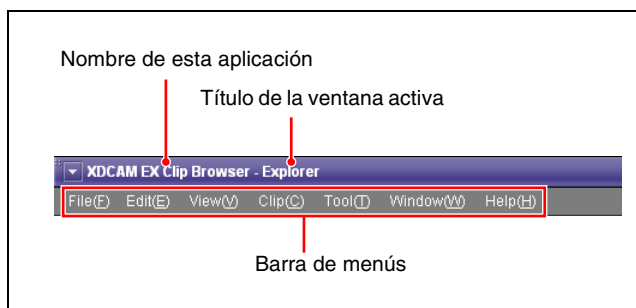 Nombre de esta aplicación
Título de la ventana activa
XDCAM EX Clip Browser - Explorer
File(F) Edit(E) View(V) Clip(C) Tool(T) Window(W) Help(H)
Barra de menús